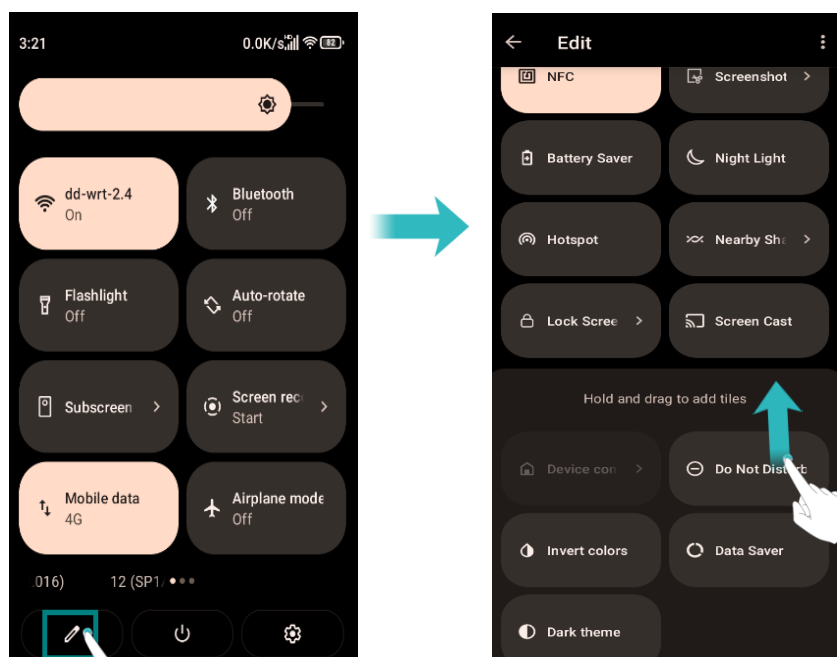 3:21
0.0K/s
82
dd-wrt-2.4
On
Bluetooth
Off
Flashlight
Off
Auto-rotate
Off
Subscreen
Screen rec
Start
Mobile data
4G
Airplane mode
Off
.016)
12 (SP1/
Edit
NFC
Screenshot
Battery Saver
Night Light
Hotspot
Nearby Sha
Lock Scree
Screen Cast
Hold and drag to add tiles
Device con
Do Not Disturb
Invert colors
Data Saver
Dark theme